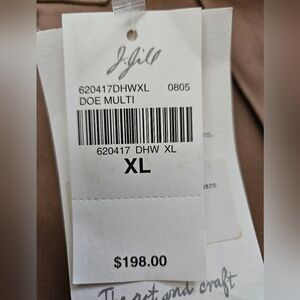 J.Jill
620417DHWXL 0805
DOE MULTI
620417 DHW XL
XL
$198.00
The art and craft